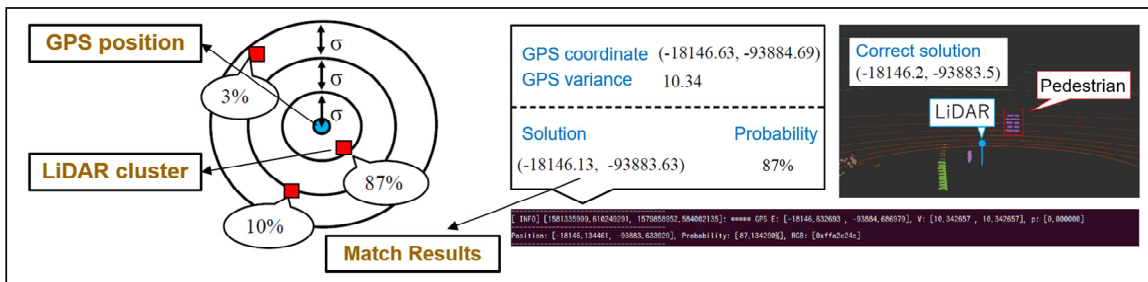 GPS position
σ
σ
σ
3%
LiDAR cluster
87%
10%
Match Results
GPS coordinate (-18146.63, -93884.69)
GPS variance 10.34
Solution Probability
(-18146.13, -93883.63) 87%
Correct solution
(-18146.2, -93883.5)
Pedestrian
LiDAR
[ INFO] [1581335909,610249291, 1579858952,584002135]: ***** GPS E: [-18146,632693 , -93884,686979], V: [10,342657 , 10,342657], p: [0,000000]
Position: [-18146,134461, -93883,633929], Probability: [87,134200%], RGB: [0xffa2c24c]